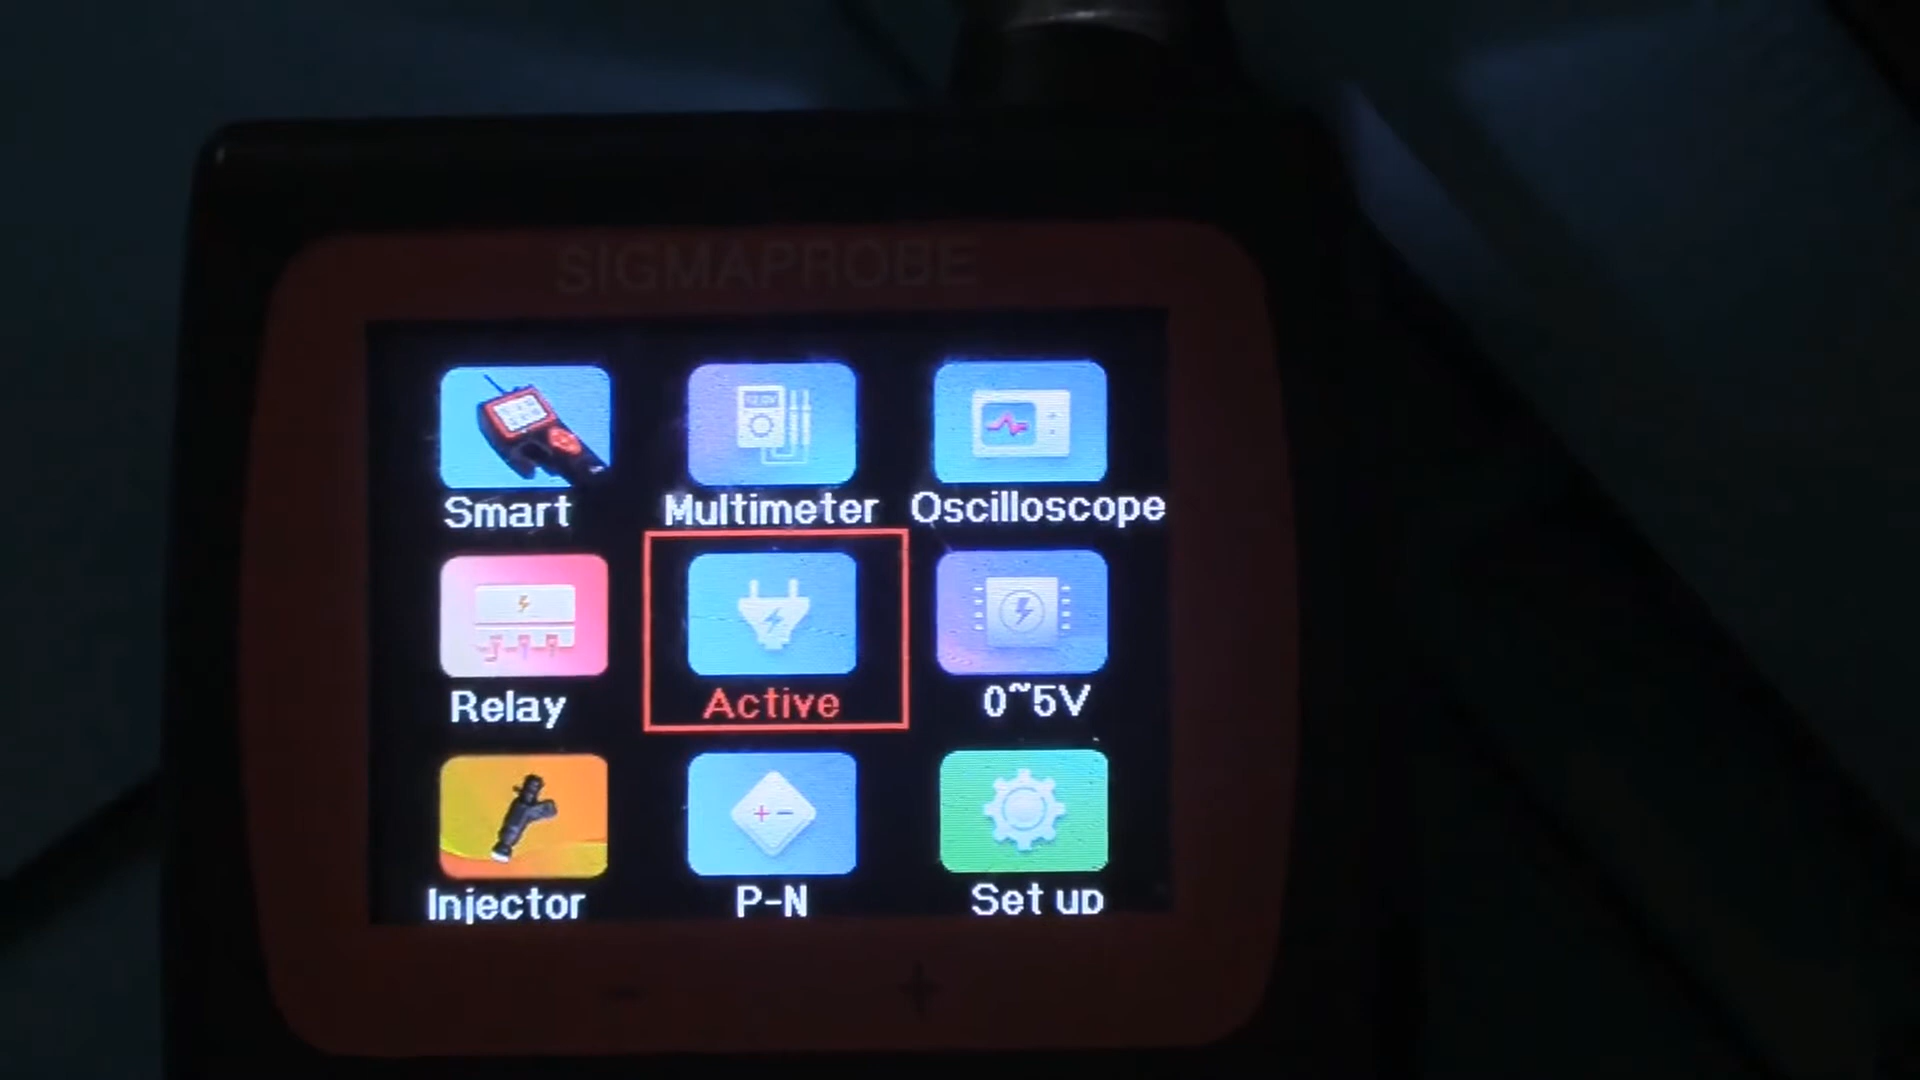 SIGMAPROBE
Smart
Multimeter
Oscilloscope
Relay
Active
0~5V
Injector
P-N
Set up
- +